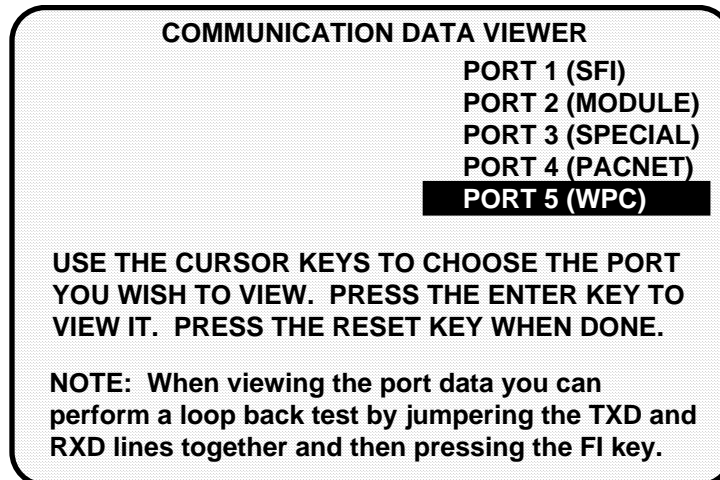 COMMUNICATION DATA VIEWER
PORT 1 (SFI)
PORT 2 (MODULE)
PORT 3 (SPECIAL)
PORT 4 (PACNET)
PORT 5 (WPC)
USE THE CURSOR KEYS TO CHOOSE THE PORT
YOU WISH TO VIEW. PRESS THE ENTER KEY TO
VIEW IT. PRESS THE RESET KEY WHEN DONE.
NOTE: When viewing the port data you can
perform a loop back test by jumpering the TXD and
RXD lines together and then pressing the FI key.